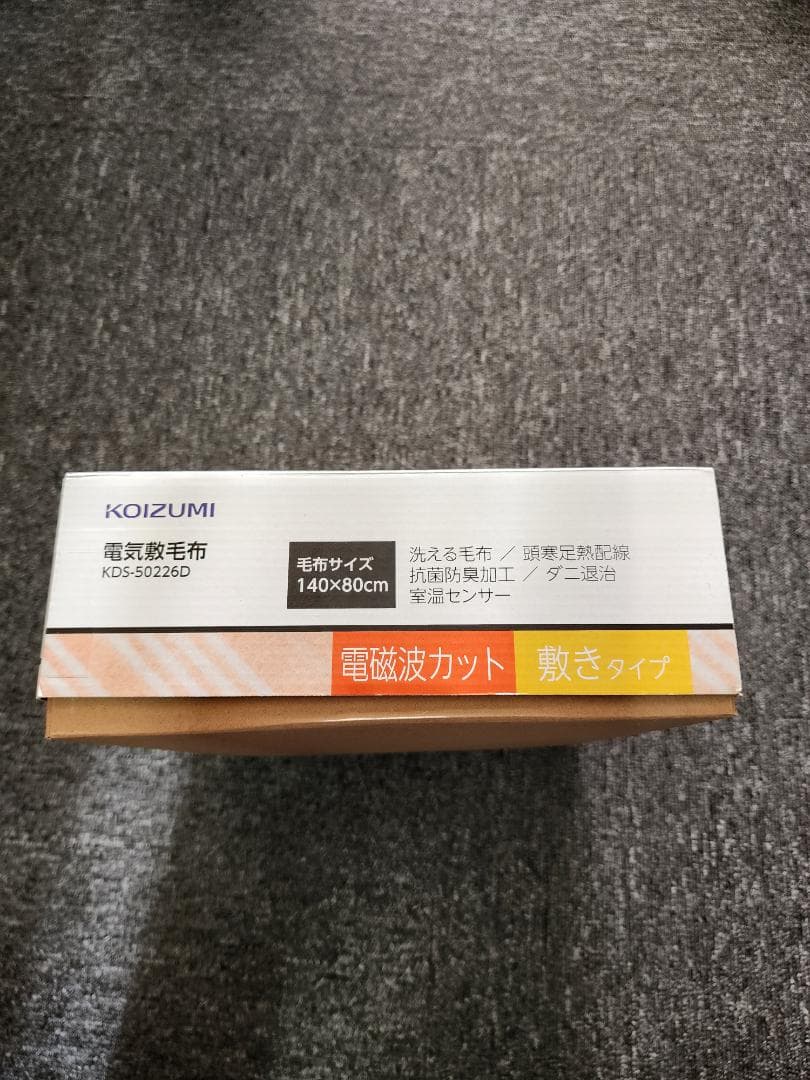 KOIZUMI
電気敷毛布
KDS-50226D
毛布サイズ
140×80cm
洗える毛布 ／ 頭寒足熱配線
抗菌防臭加工 ／ ダニ退治
室温センサー
電磁波カット
敷きタイプ